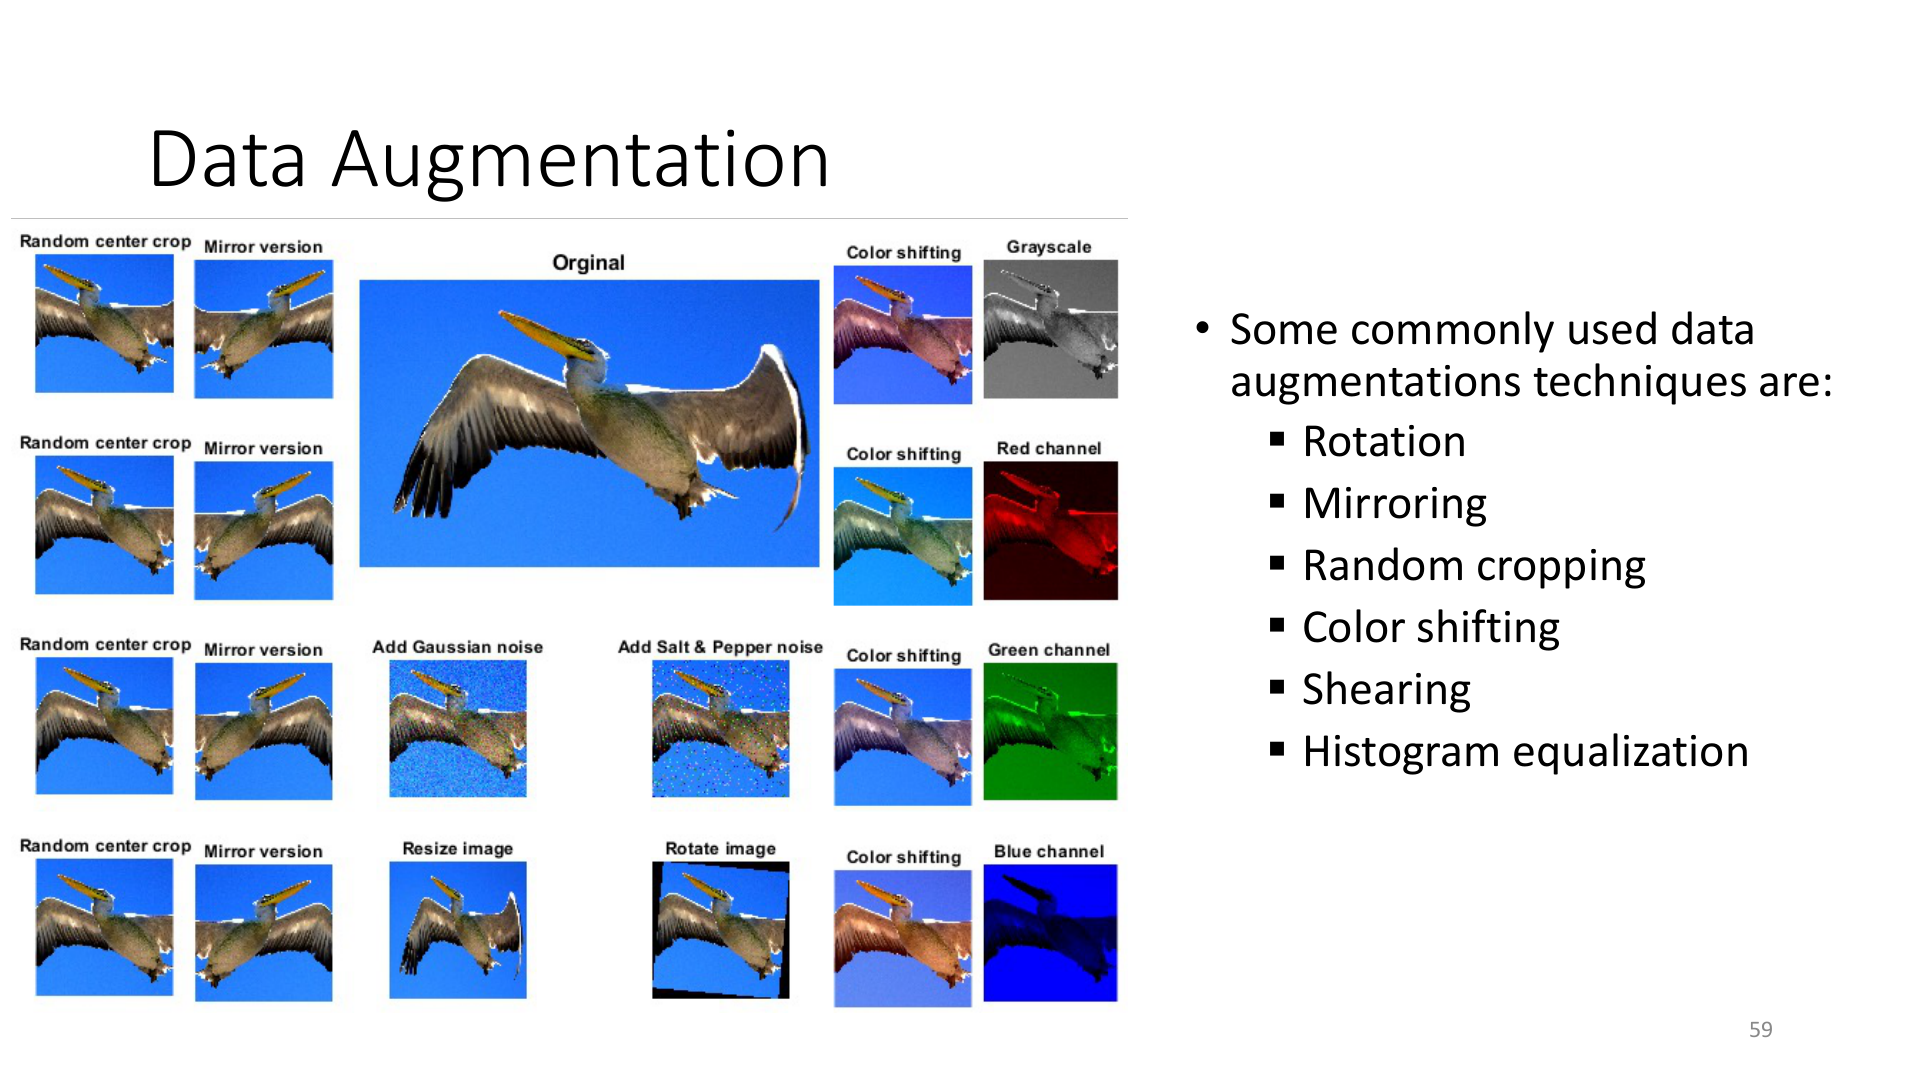 Data Augmentation
Random center crop
Mirror version
Orginal
Color shifting
Grayscale
Random center crop
Mirror version
Color shifting
Red channel
Random center crop
Mirror version
Add Gaussian noise
Add Salt & Pepper noise
Color shifting
Green channel
Random center crop
Mirror version
Resize image
Rotate image
Color shifting
Blue channel
• Some commonly used data
augmentations techniques are:
▪ Rotation
▪ Mirroring
▪ Random cropping
▪ Color shifting
▪ Shearing
▪ Histogram equalization
59